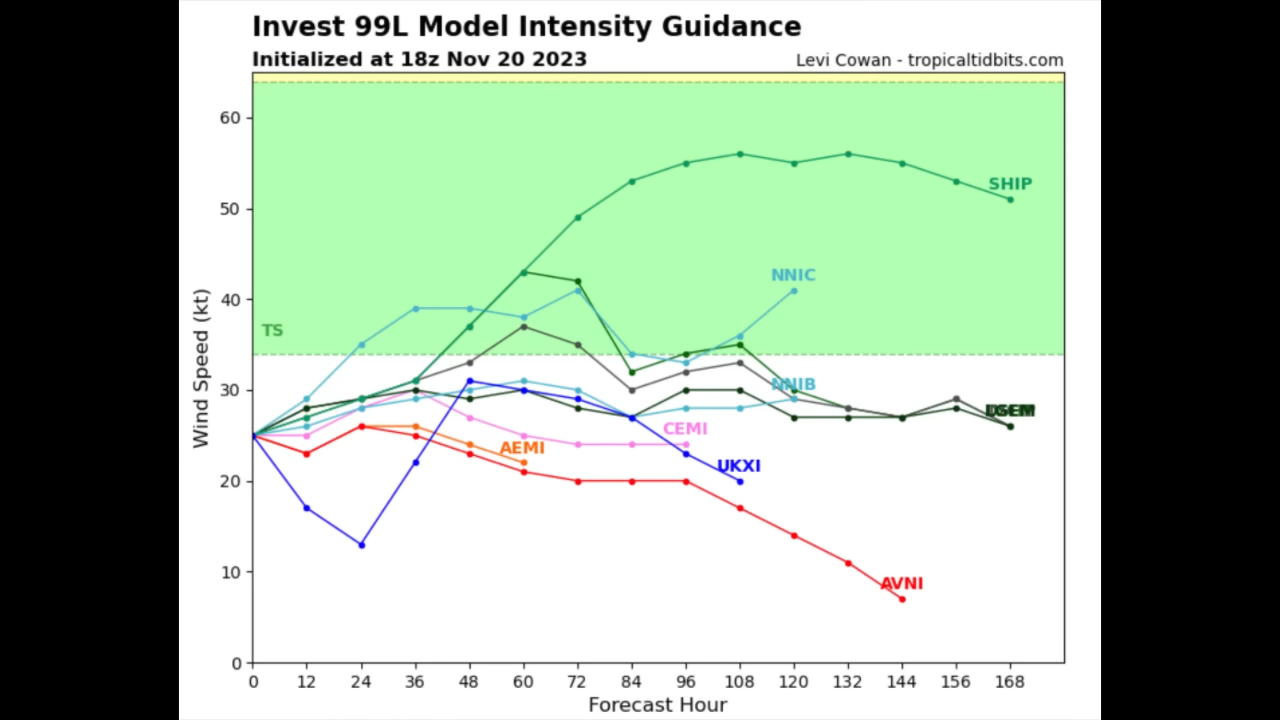 Invest 99L Model Intensity Guidance
Initialized at 18z Nov 20 2023
Levi Cowan - tropicaltidbits.com
60
50
40
30
20
10
0
Wind Speed (kt)
TS
SHIP
NNIC
NNIB
CEMI
AEMI
UKXI
AVNI
0 12 24 36 48 60 72 84 96 108 120 132 144 156 168
Forecast Hour